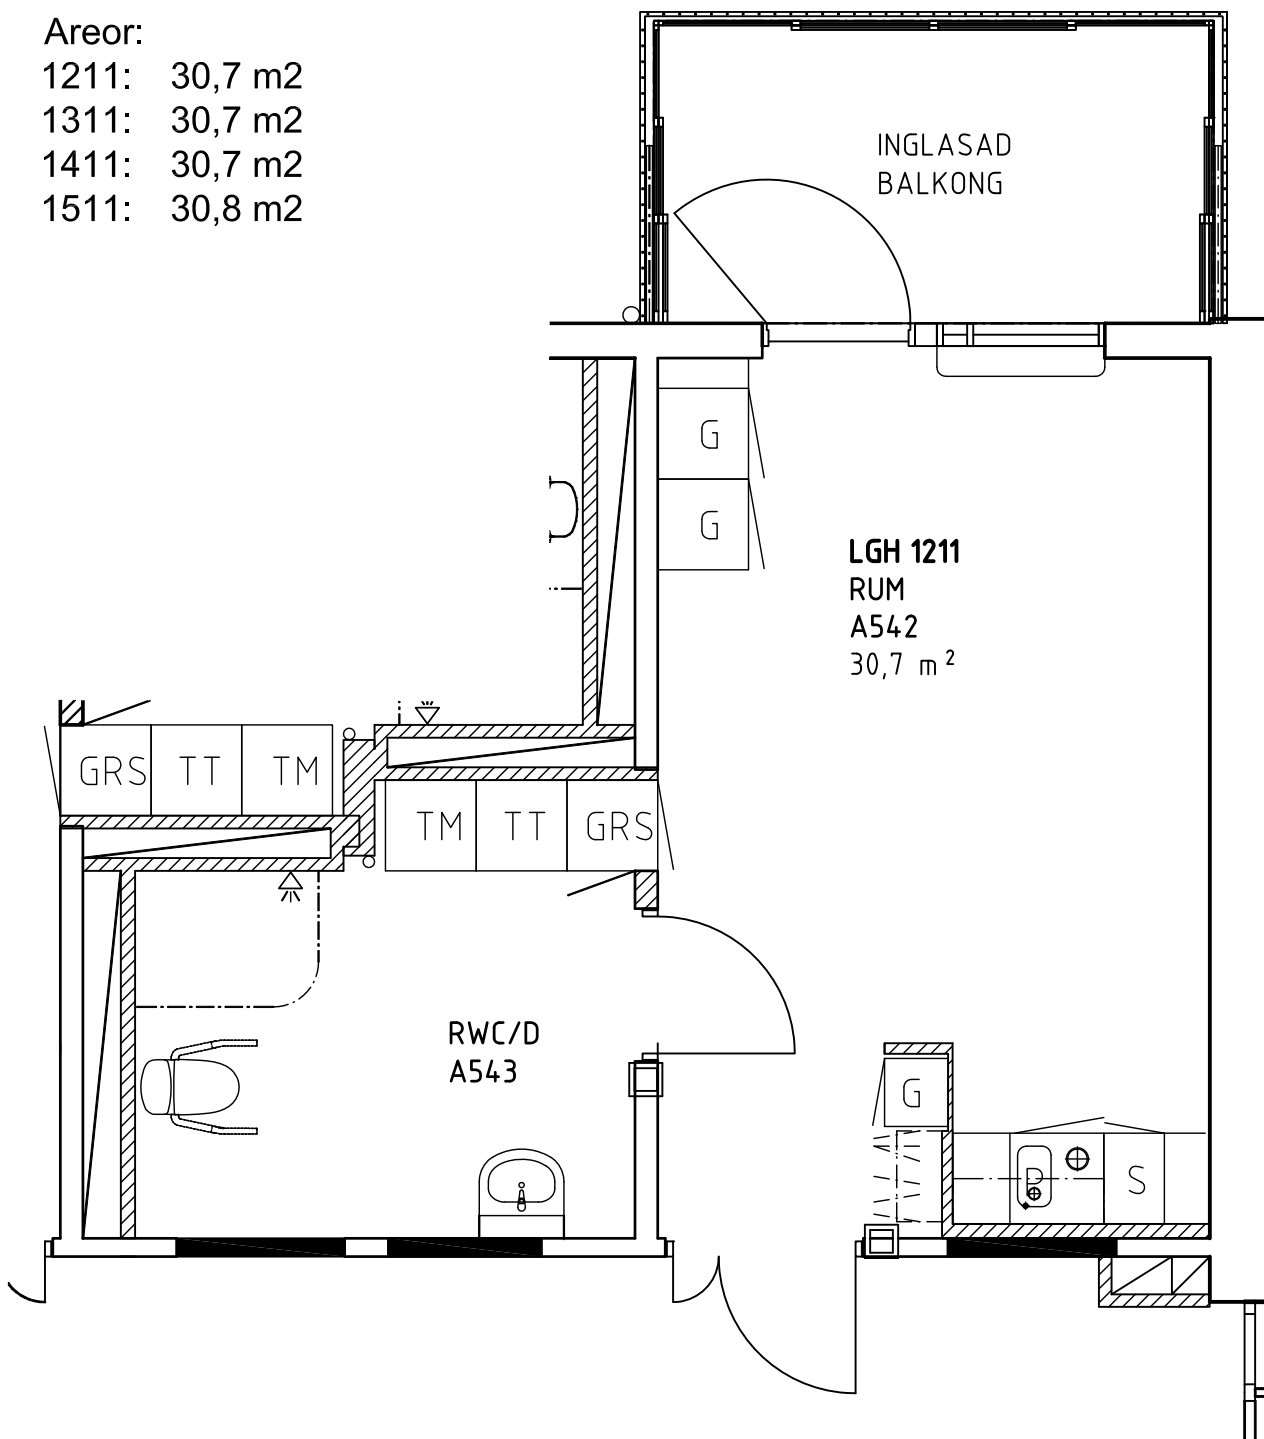 Areor:
1211: 30,7 m2
1311: 30,7 m2
1411: 30,7 m2
1511: 30,8 m2
INGLASAD
BALKONG
G
G
LGH 1211
RUM
A542
30,7 m²
GRS TT TM
TM TT GRS
RWC/D
A543
G
D S